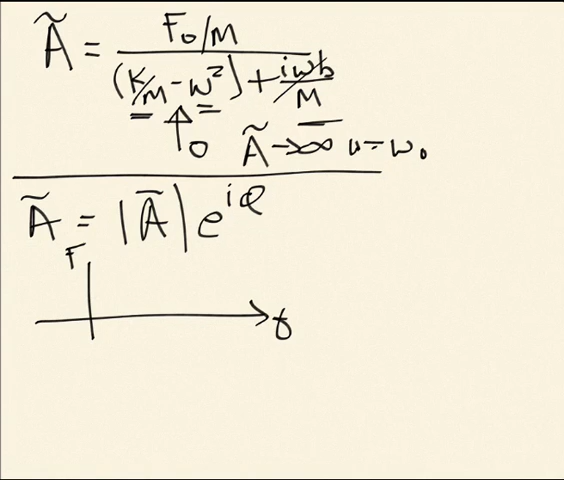 Ã = F₀/M / ((K/M - ω²) + iωb/M)
↑ 0 Ã → ∞ ω = ω₀
Ã = |Ā| e^{iφ}
F
t